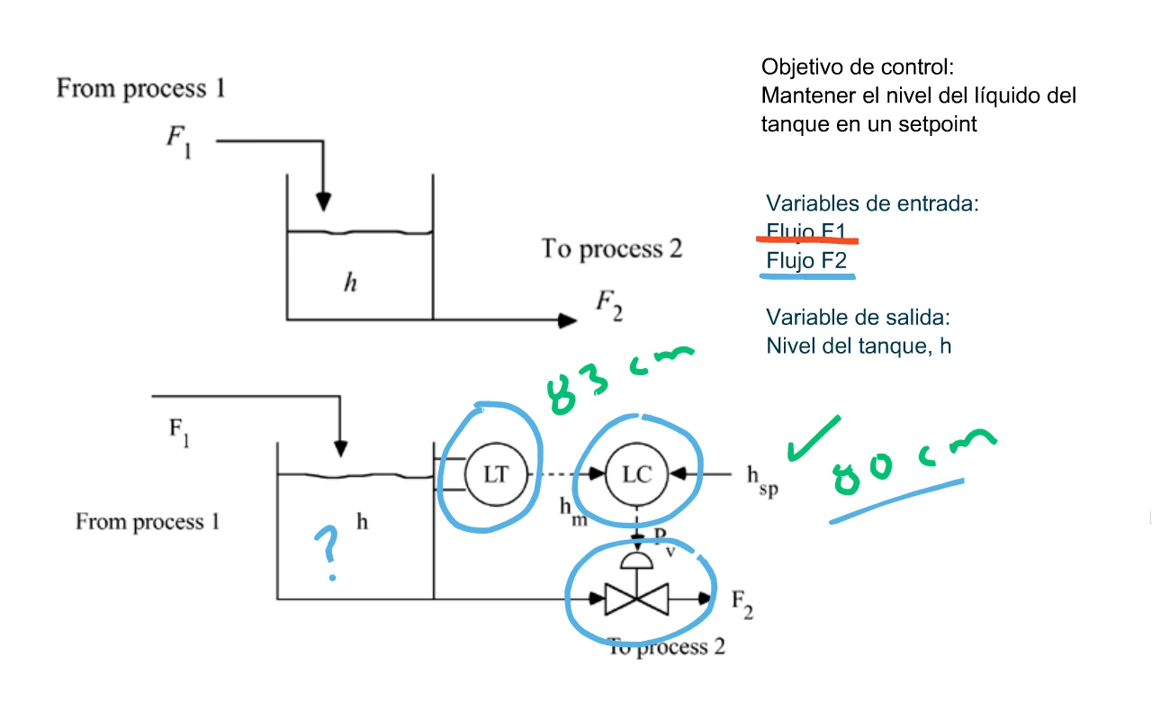 From process 1
F1
h
To process 2
F2
Objetivo de control:
Mantener el nivel del líquido del
tanque en un setpoint
Variables de entrada:
Flujo F1
Flujo F2
Variable de salida:
Nivel del tanque, h
83 cm
F1
LT
LC
hm
hsp
80 cm
From process 1
h
?
Pv
F2
To process 2